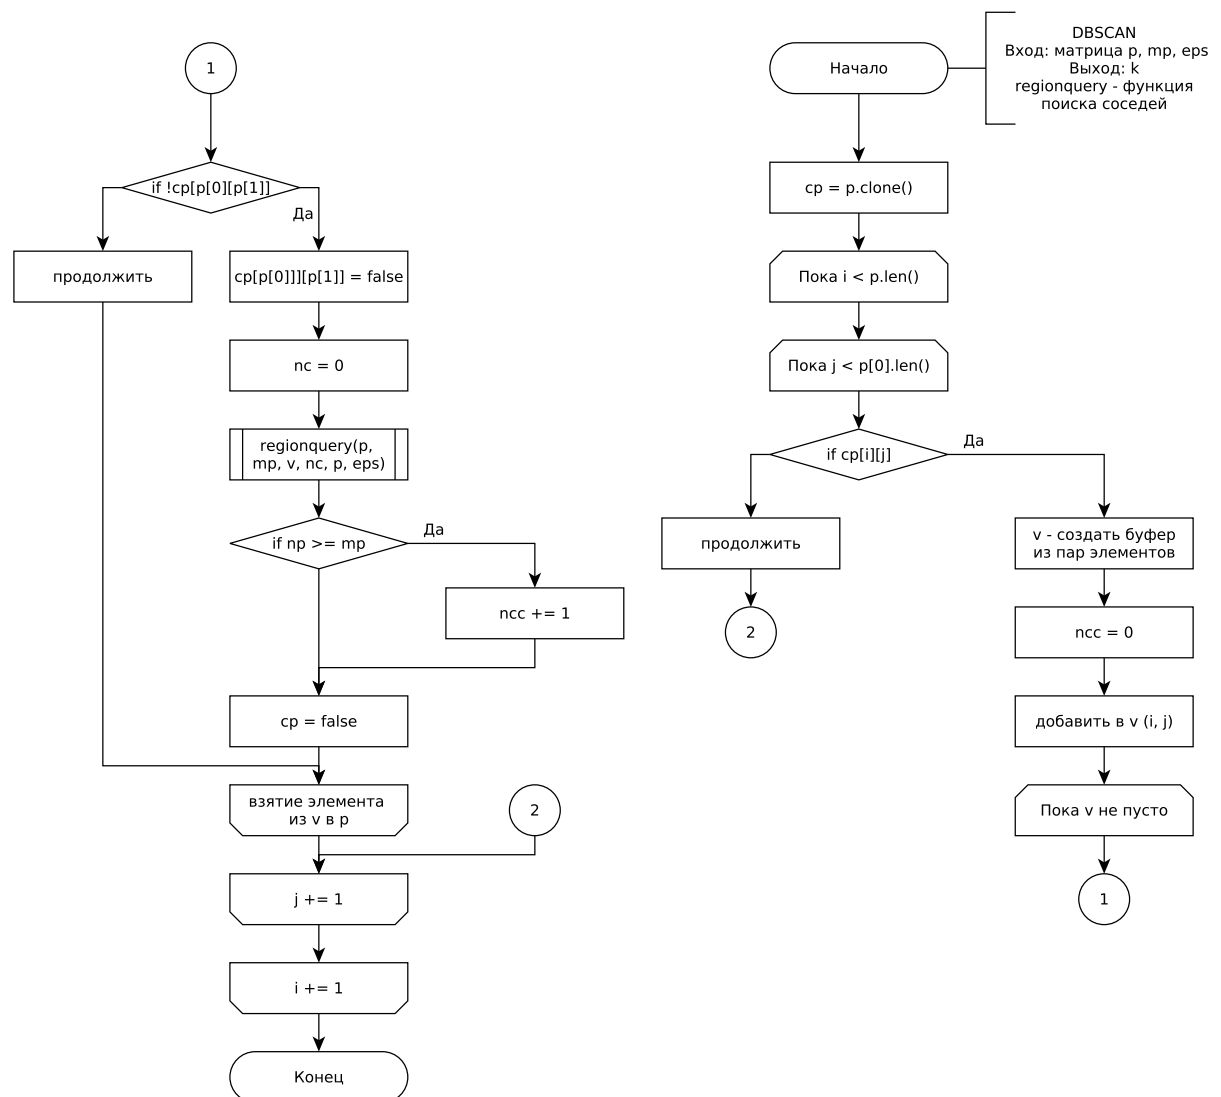 1
if !cp[p[0][p[1]]
Да
продолжить
cp[p[0]]][p[1]] = false
nc = 0
regionquery(p,
mp, v, nc, p, eps)
if np >= mp
Да
ncc += 1
cp = false
взятие элемента
из v в p
2
j += 1
i += 1
Конец
Начало
DBSCAN
Вход: матрица p, mp, eps
Выход: k
regionquery - функция
поиска соседей
cp = p.clone()
Пока i < p.len()
Пока j < p[0].len()
if cp[i][j]
Да
продолжить
2
v - создать буфер
из пар элементов
ncc = 0
добавить в v (i, j)
Пока v не пусто
1